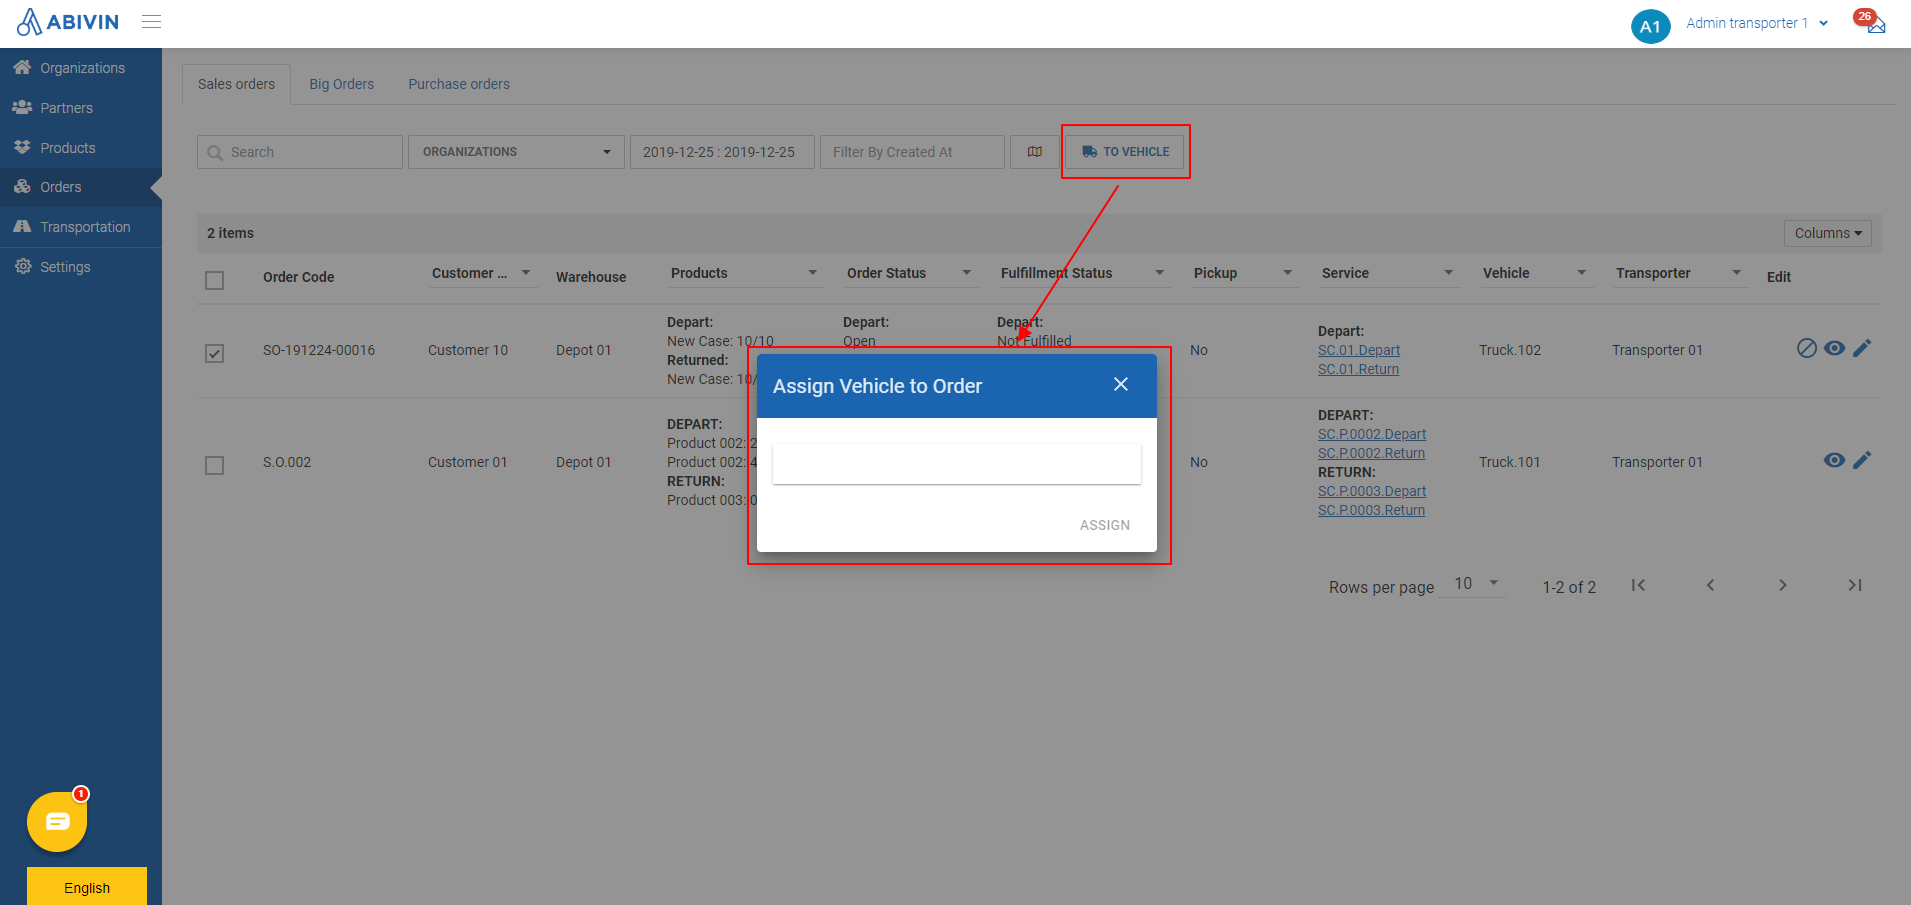 ABIVIN
A1
Admin transporter 1
26
Organizations
Partners
Products
Orders
Transportation
Settings
Sales orders
Big Orders
Purchase orders
Search
ORGANIZATIONS
2019-12-25 : 2019-12-25
Filter By Created At
TO VEHICLE
2 items
Columns
Order Code
Customer ...
Warehouse
Products
Order Status
Fulfillment Status
Pickup
Service
Vehicle
Transporter
Edit
SO-191224-00016
Customer 10
Depot 01
Depart:
New Case: 10/10
Returned:
New Case: 10/
Depart:
Open
Depart:
Not Fulfilled
No
Depart:
SC.01.Depart
SC.01.Return
Truck.102
Transporter 01
S.O.002
Customer 01
Depot 01
DEPART:
Product 002: 2
Product 002: 4
RETURN:
Product 003: 0
No
DEPART:
SC.P.0002.Depart
SC.P.0002.Return
RETURN:
SC.P.0003.Depart
SC.P.0003.Return
Truck.101
Transporter 01
Assign Vehicle to Order
ASSIGN
Rows per page
10
1-2 of 2
1
English